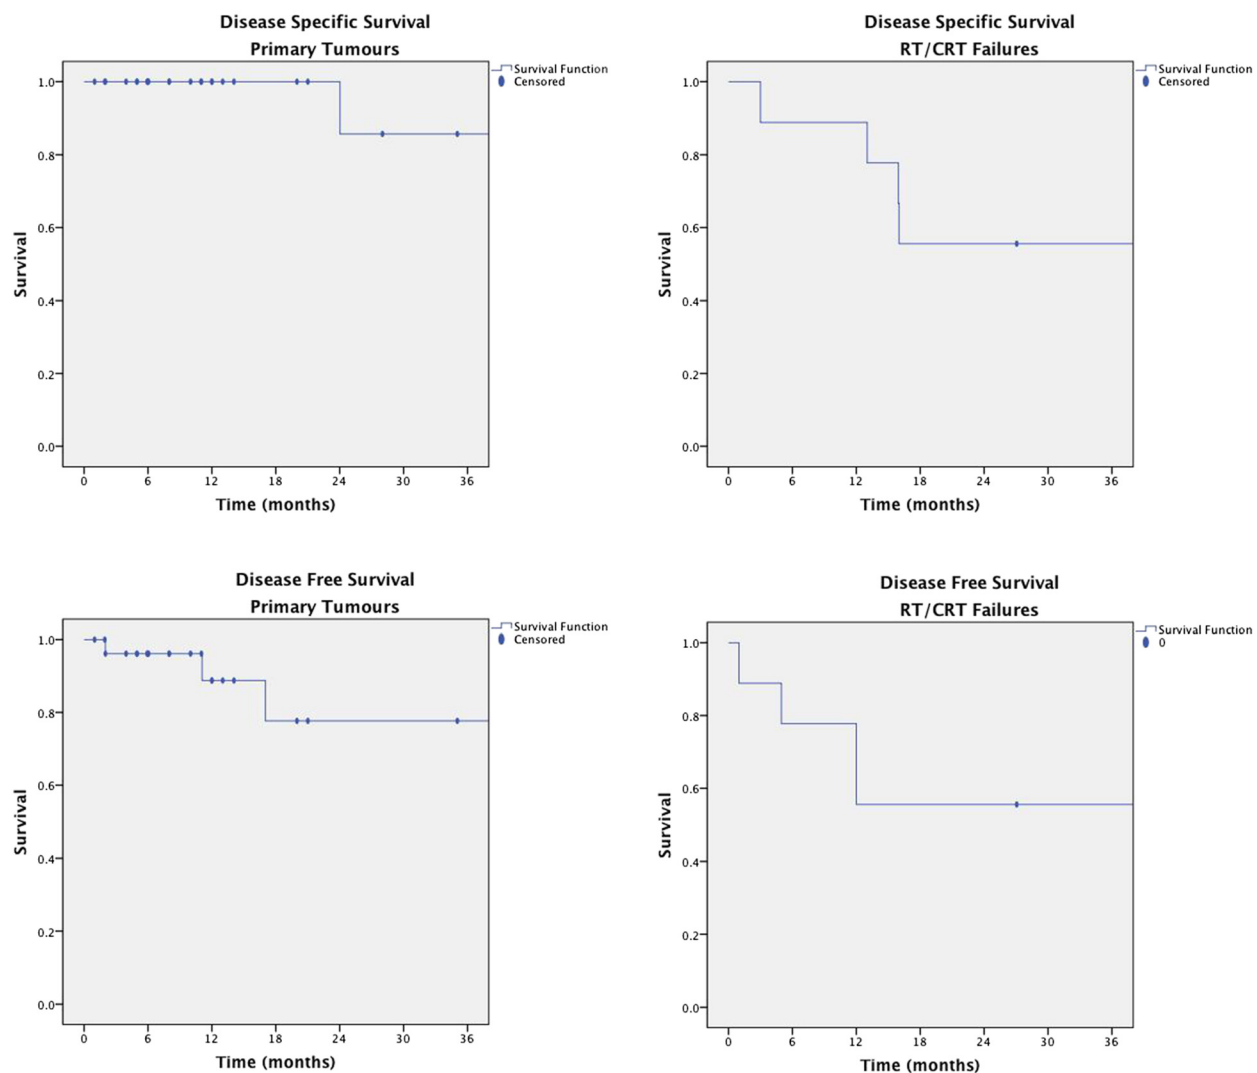 Disease Specific Survival
Primary Tumours
Survival Function
Censored
1.0
0.8
0.6
0.4
0.2
0.0
Survival
0 6 12 18 24 30 36
Time (months)
Disease Specific Survival
RT/CRT Failures
Survival Function
Censored
1.0
0.8
0.6
0.4
0.2
0.0
Survival
0 6 12 18 24 30 36
Time (months)
Disease Free Survival
Primary Tumours
Survival Function
Censored
1.0
0.8
0.6
0.4
0.2
0.0
Survival
0 6 12 18 24 30 36
Time (months)
Disease Free Survival
RT/CRT Failures
Survival Function
0
1.0
0.8
0.6
0.4
0.2
0.0
Survival
0 6 12 18 24 30 36
Time (months)